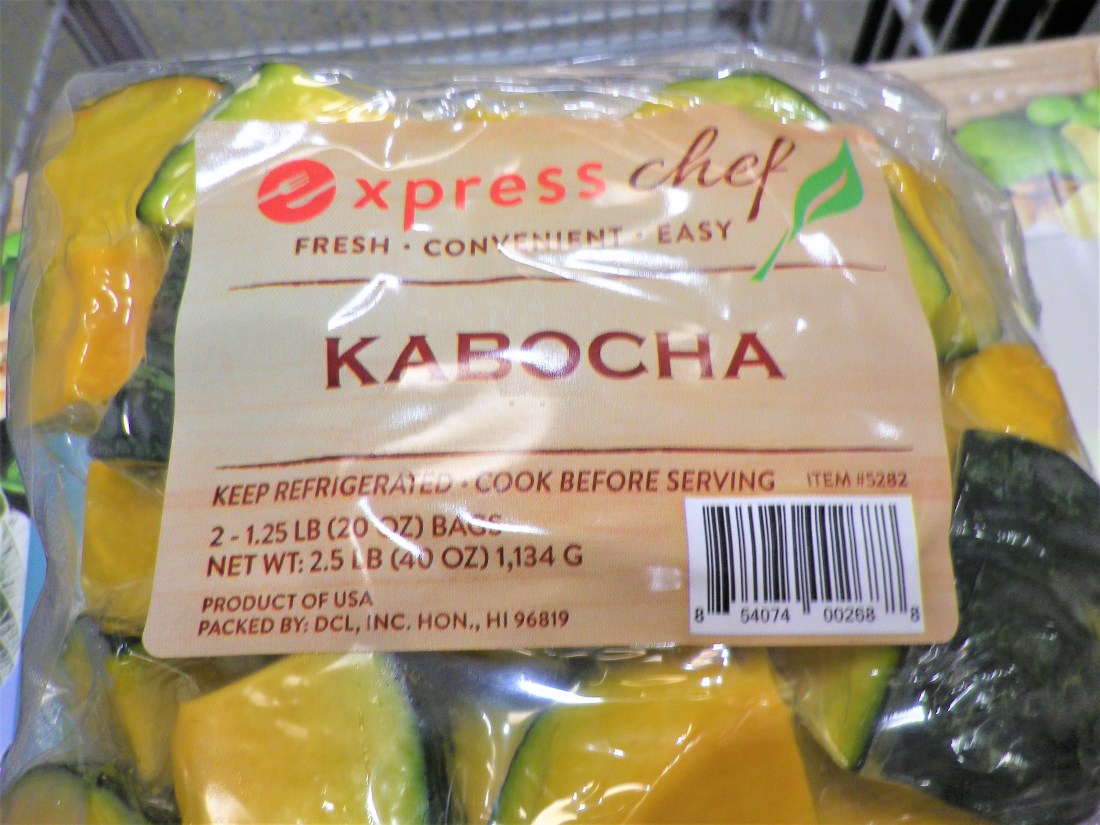 express chef
FRESH · CONVENIENT · EASY
KABOCHA
KEEP REFRIGERATED · COOK BEFORE SERVING
ITEM #5282
2 - 1.25 LB (20 OZ) BAGS
NET WT: 2.5 LB (40 OZ) 1,134 G
PRODUCT OF USA
PACKED BY: DCL, INC. HON., HI 96819
8 54074 00268 8